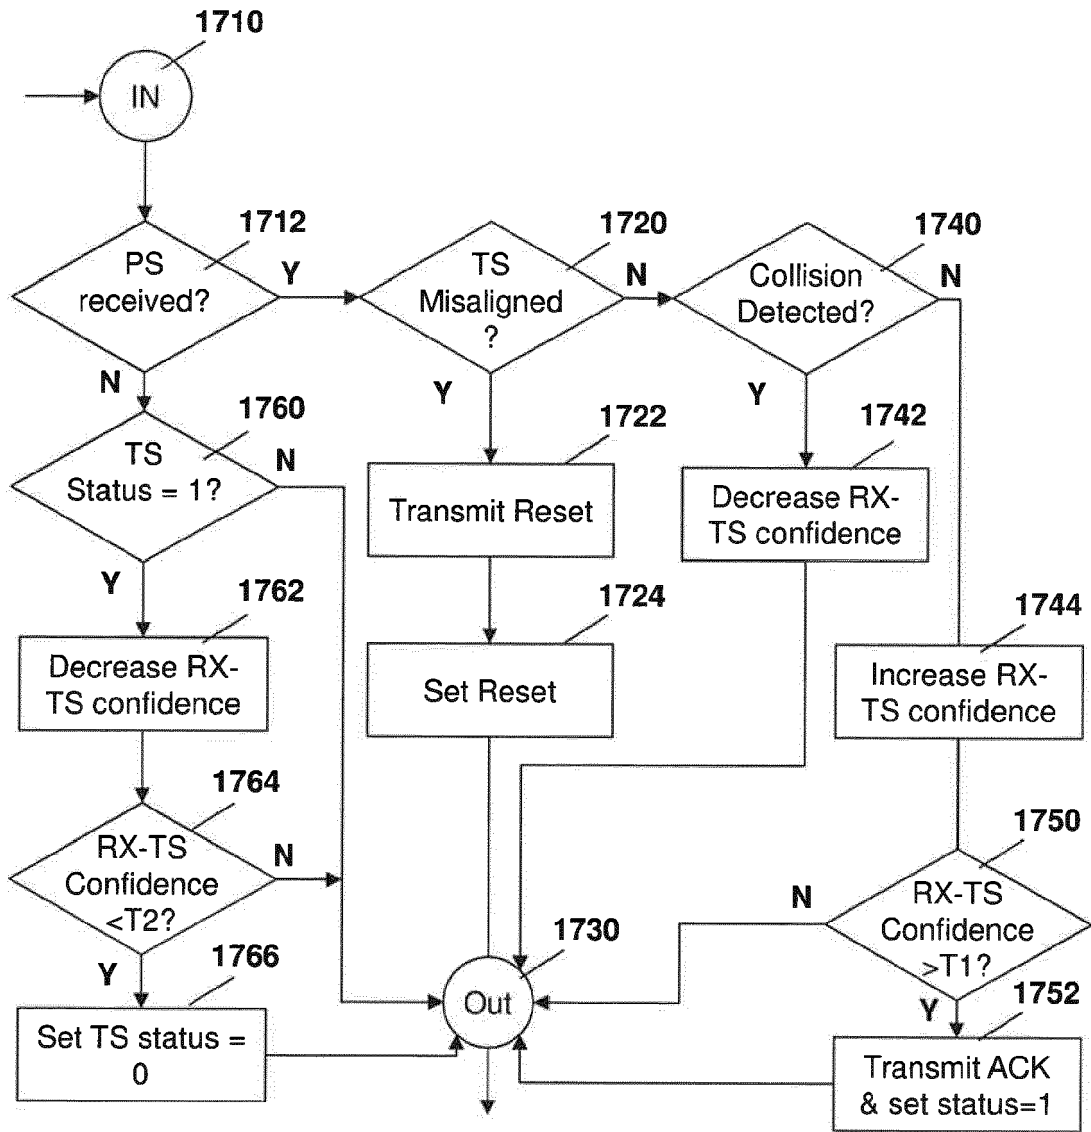 1710
IN
1712
PS
received?
Y
N
1720
TS
Misaligned
?
N
Y
1740
Collision
Detected?
N
Y
1760
TS
Status = 1?
N
Y
1722
Transmit Reset
1742
Decrease RX-
TS confidence
1762
Decrease RX-
TS confidence
1724
Set Reset
1744
Increase RX-
TS confidence
1764
RX-TS
Confidence
<T2?
N
Y
1750
RX-TS
Confidence
>T1?
N
Y
1766
Set TS status =
0
1730
Out
1752
Transmit ACK
& set status=1